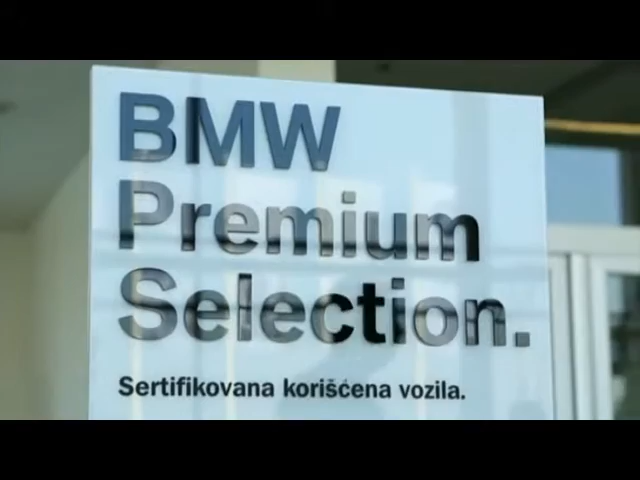 BMW
Premium
Selection.
Sertifikovana korišćena vozila.